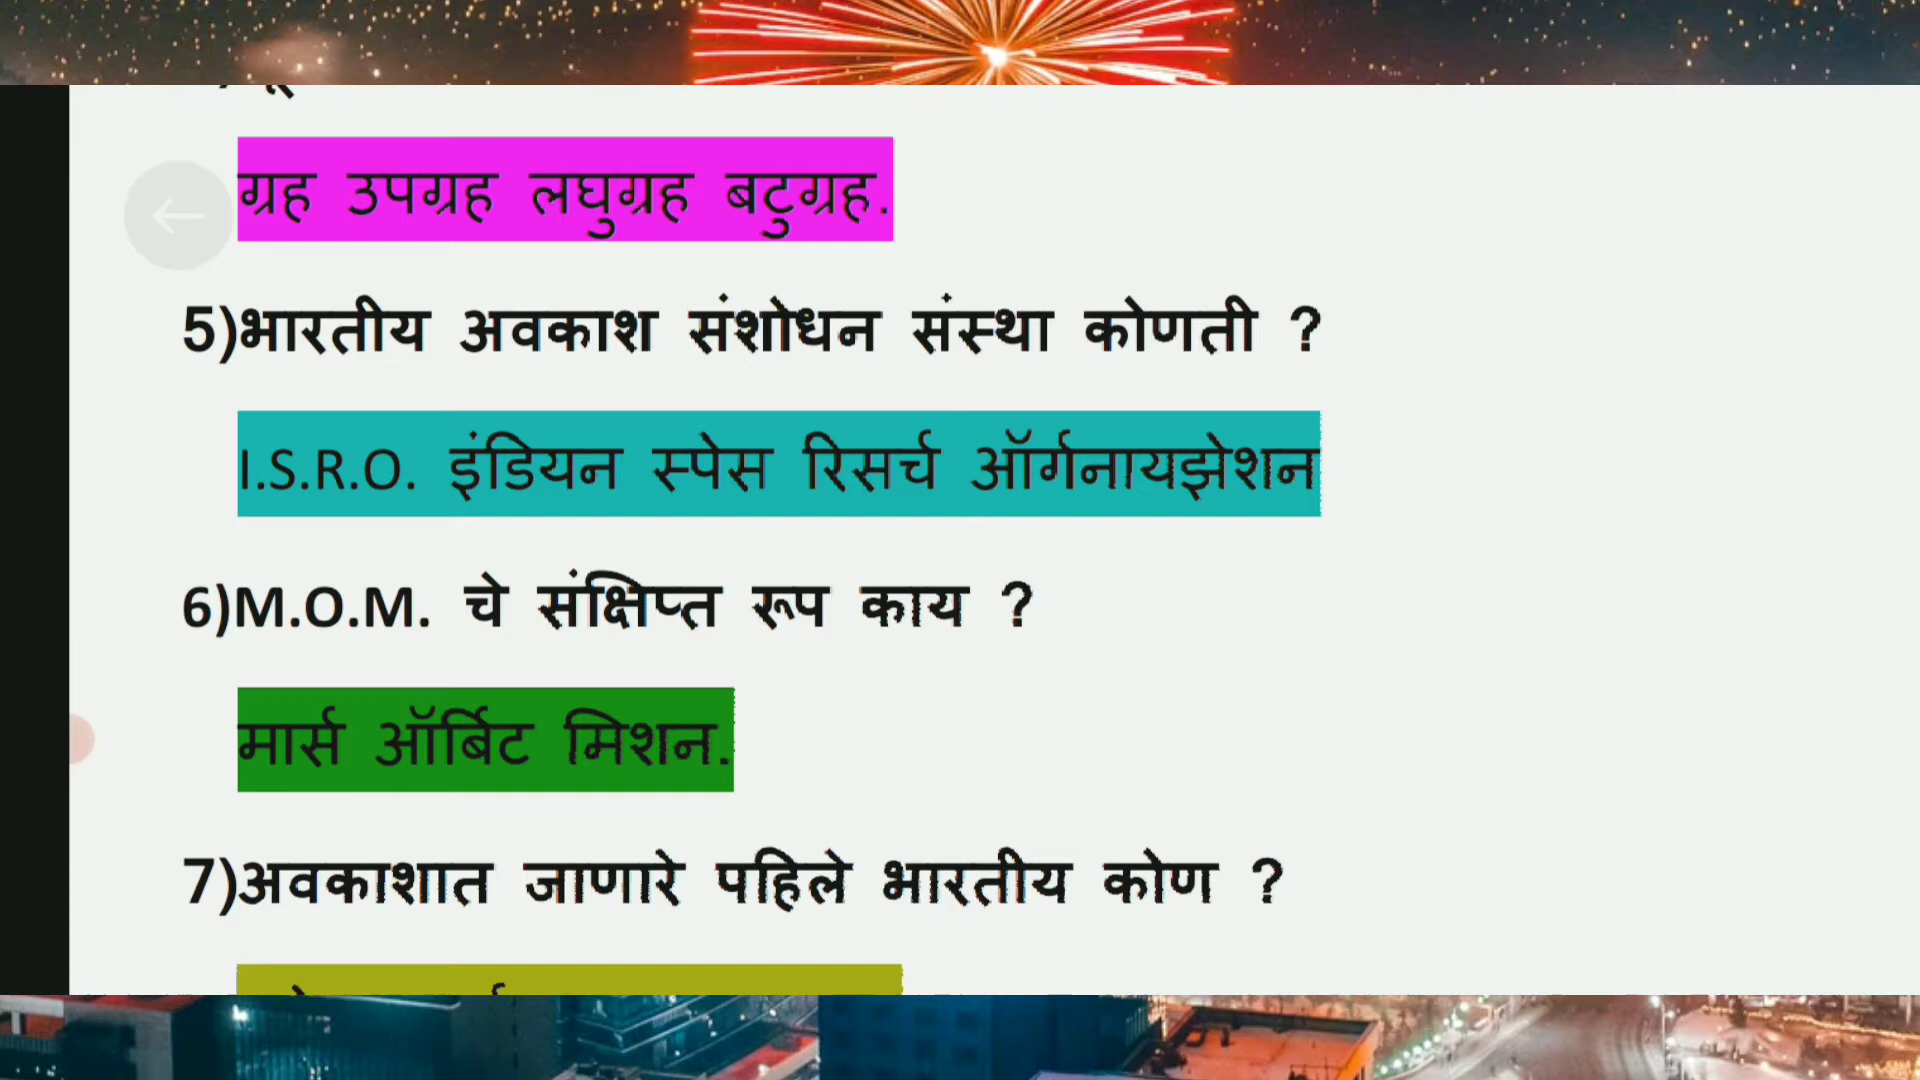 ग्रह उपग्रह लघुग्रह बटुग्रह.
5)भारतीय अवकाश संशोधन संस्था कोणती ?
I.S.R.O. इंडियन स्पेस रिसर्च ऑर्गनायझेशन
6)M.O.M. चे संक्षिप्त रूप काय ?
मार्स ऑर्बिट मिशन.
7)अवकाशात जाणारे पहिले भारतीय कोण ?